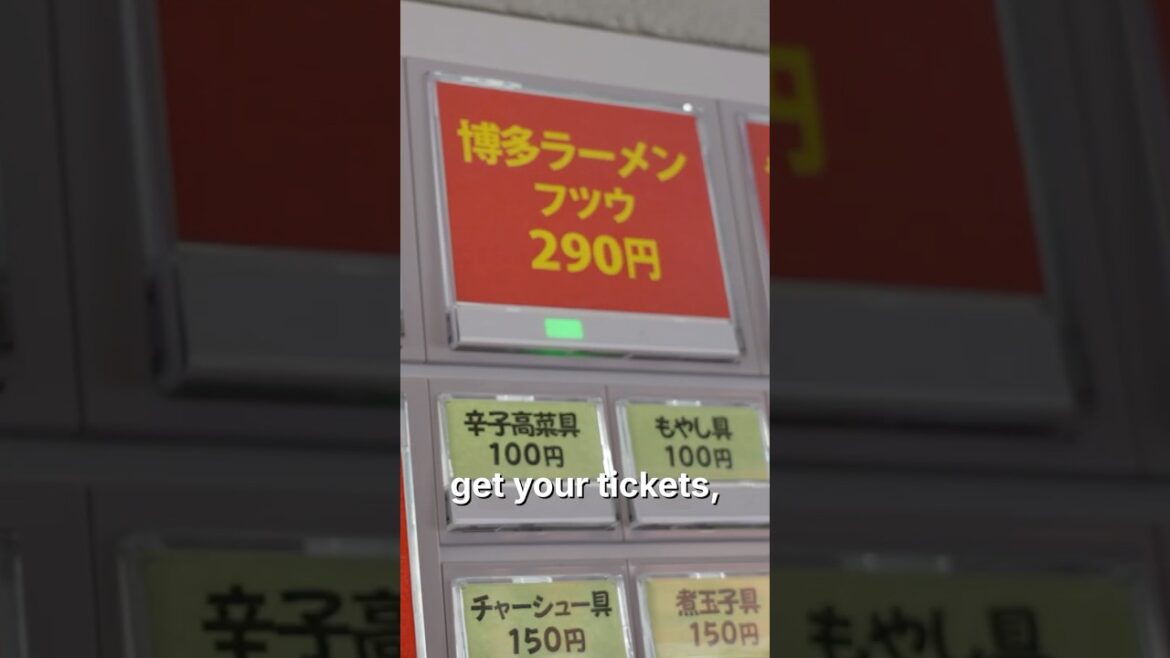 博多ラーメン
フツウ
290円
辛子高菜具
100円
もやし具
100円
get your tickets,
チャーシュー具
150円
煮玉子具
150円